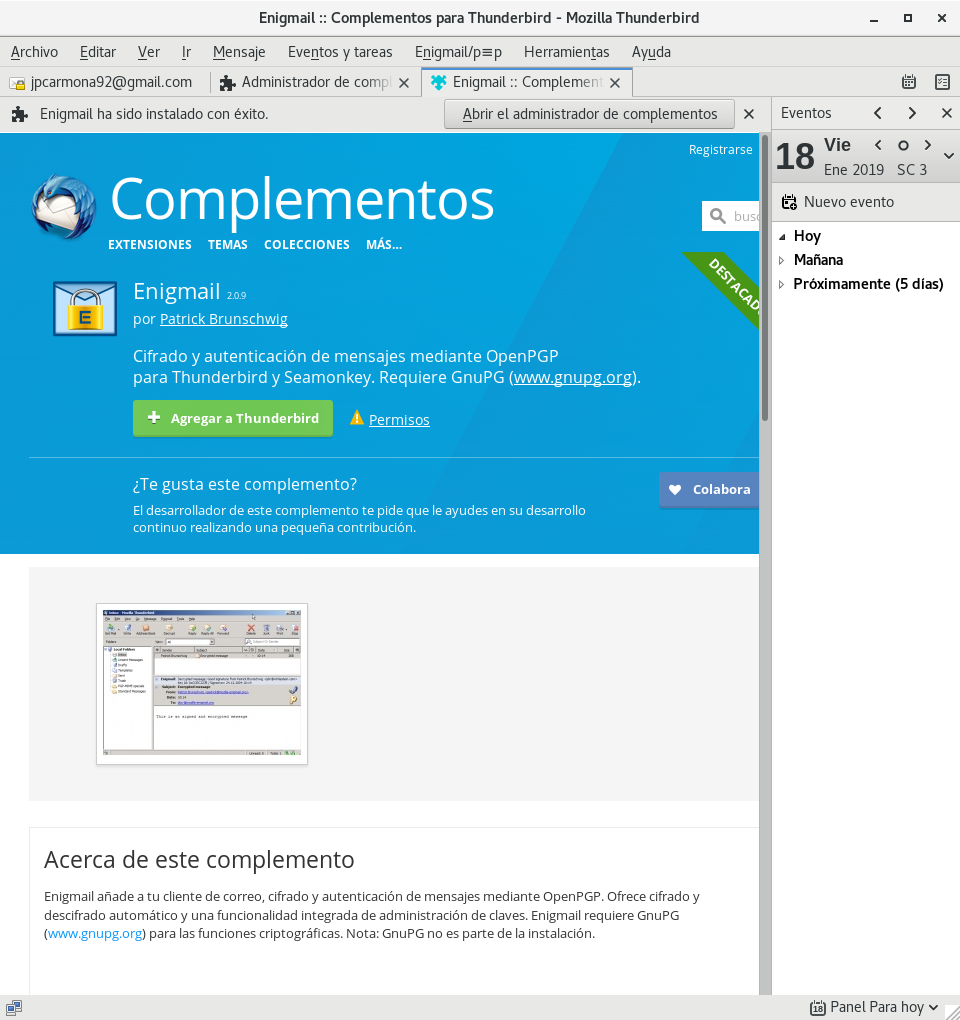 Enigmail :: Complementos para Thunderbird - Mozilla Thunderbird
Archivo Editar Ver Ir Mensaje Eventos y tareas Enigmail/p≡p Herramientas Ayuda
jpcarmona92@gmail.com Administrador de compl Enigmail :: Complement
Enigmail ha sido instalado con éxito. Abrir el administrador de complementos
Eventos
18 Vie
Ene 2019 SC 3
Nuevo evento
Hoy
Mañana
Próximamente (5 días)
Registrarse
Complementos
busc
EXTENSIONES TEMAS COLECCIONES MÁS...
DESTACADO
Enigmail 2.0.9
por Patrick Brunschwig
Cifrado y autenticación de mensajes mediante OpenPGP
para Thunderbird y Seamonkey. Requiere GnuPG (www.gnupg.org).
Agregar a Thunderbird Permisos
¿Te gusta este complemento?
El desarrollador de este complemento te pide que le ayudes en su desarrollo
continuo realizando una pequeña contribución.
Colabora
This is an signed and encrypted message
Acerca de este complemento
Enigmail añade a tu cliente de correo, cifrado y autenticación de mensajes mediante OpenPGP. Ofrece cifrado y
descifrado automático y una funcionalidad integrada de administración de claves. Enigmail requiere GnuPG
(www.gnupg.org) para las funciones criptográficas. Nota: GnuPG no es parte de la instalación.
18 Panel Para hoy